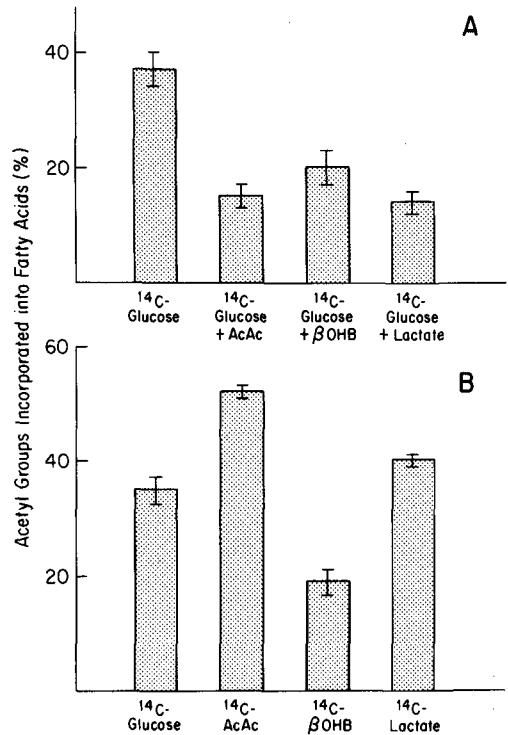 Acetyl Groups Incorporated into Fatty Acids (%)
A
40
20
14C-
Glucose
14C-
Glucose
+ AcAc
14C-
Glucose
+ βOHB
14C-
Glucose
+ Lactate
B
60
40
20
14C-
Glucose
14C-
AcAc
14C-
βOHB
14C-
Lactate